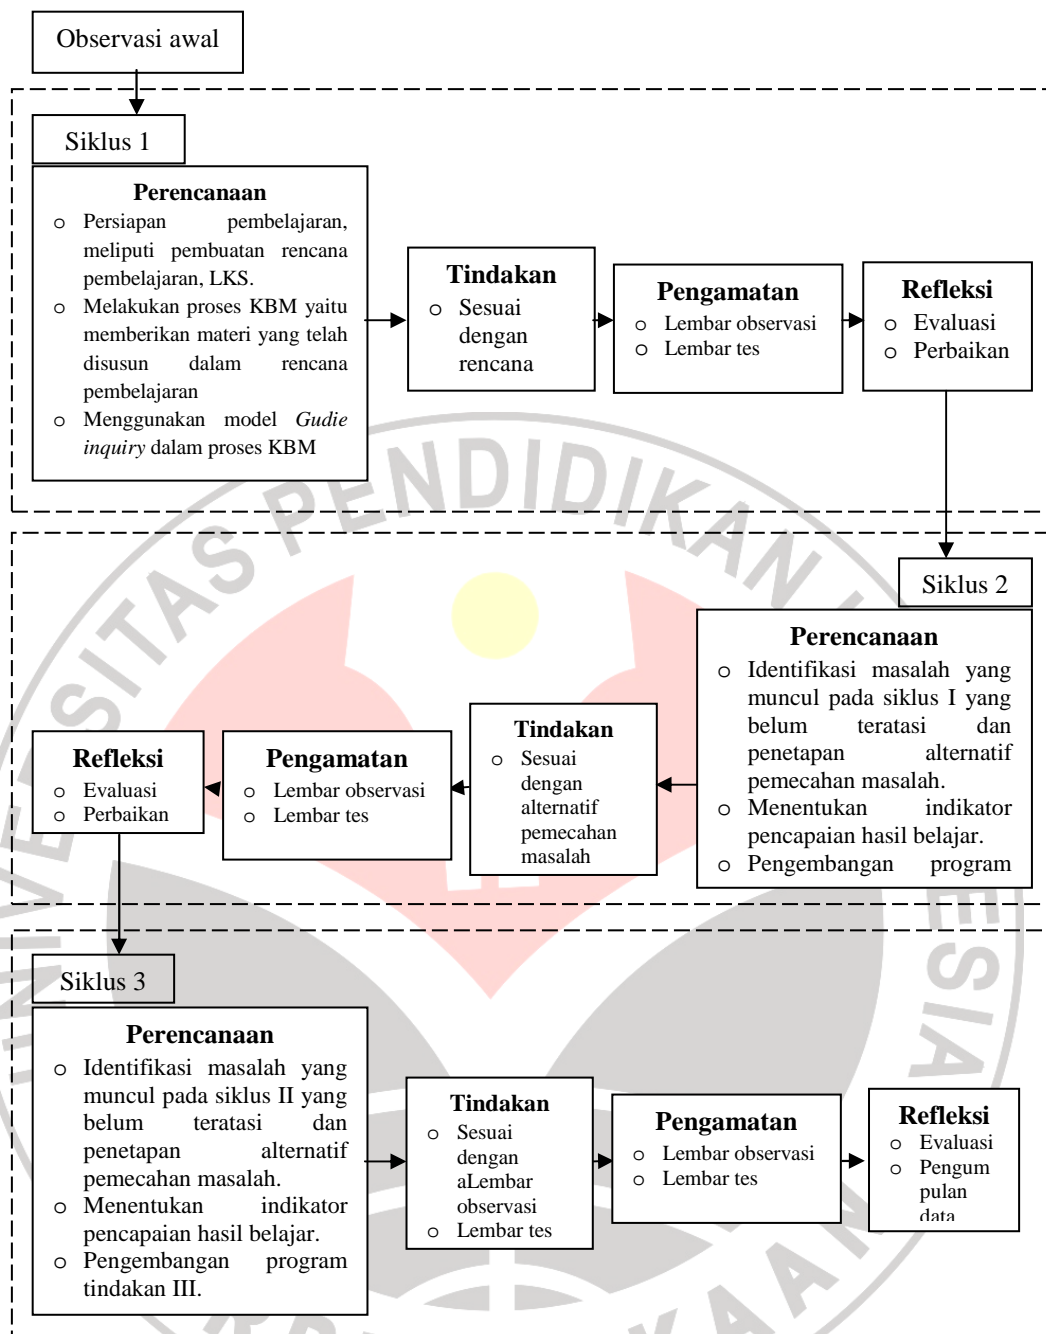 Observasi awal
Siklus 1
Perencanaan
o Persiapan pembelajaran,
meliputi pembuatan rencana
pembelajaran, LKS.
o Melakukan proses KBM yaitu
memberikan materi yang telah
disusun dalam rencana
pembelajaran
o Menggunakan model Gudie
inquiry dalam proses KBM
Tindakan
o Sesuai
dengan
rencana
Pengamatan
o Lembar observasi
o Lembar tes
Refleksi
o Evaluasi
o Perbaikan
Siklus 2
Perencanaan
o Identifikasi masalah yang
muncul pada siklus I yang
belum teratasi dan
penetapan alternatif
pemecahan masalah.
o Menentukan indikator
pencapaian hasil belajar.
o Pengembangan program
Tindakan
o Sesuai
dengan
alternatif
pemecahan
masalah
Pengamatan
o Lembar observasi
o Lembar tes
Refleksi
o Evaluasi
o Perbaikan
Siklus 3
Perencanaan
o Identifikasi masalah yang
muncul pada siklus II yang
belum teratasi dan
penetapan alternatif
pemecahan masalah.
o Menentukan indikator
pencapaian hasil belajar.
o Pengembangan program
tindakan III.
Tindakan
o Sesuai
dengan
aLembar
observasi
o Lembar tes
Pengamatan
o Lembar observasi
o Lembar tes
Refleksi
o Evaluasi
o Pengum
pulan
data
UNIVERSITAS PENDIDIKAN